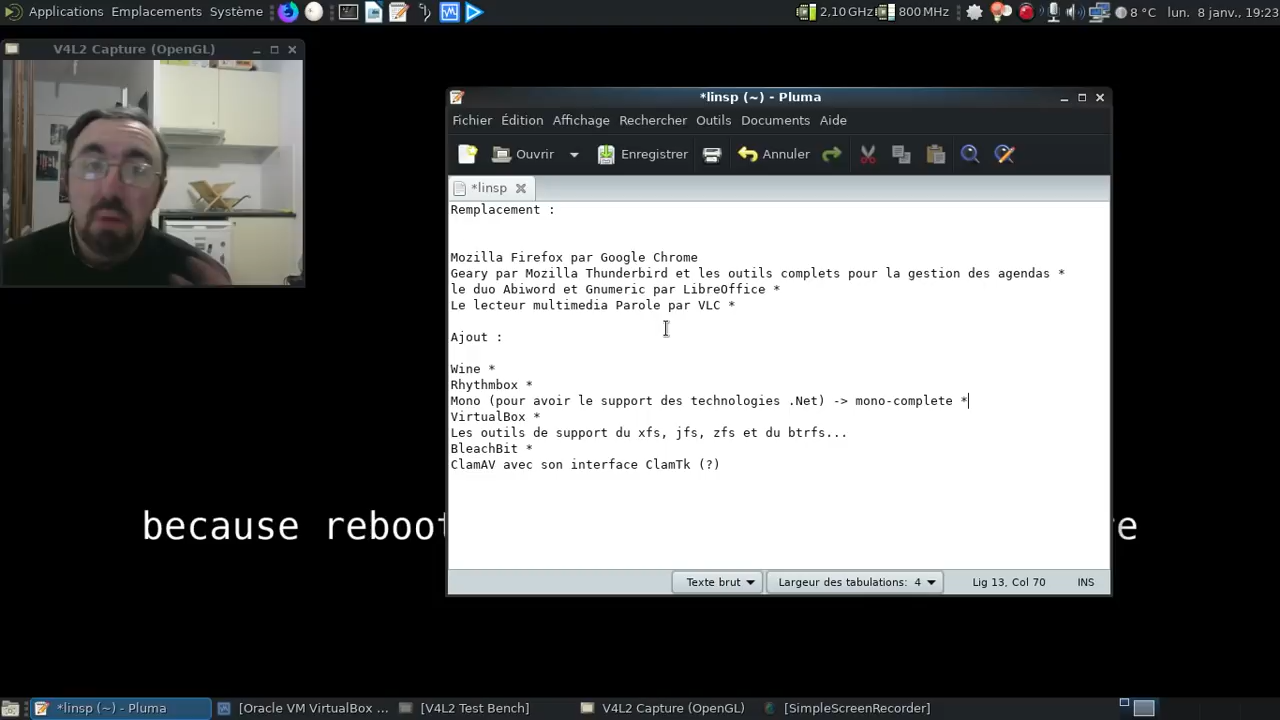 Applications Emplacements Système 2,10 GHz 800 MHz 8 °C lun. 8 janv., 19:23
V4L2 Capture (OpenGL)
*linsp (~) - Pluma
Fichier Édition Affichage Rechercher Outils Documents Aide
Ouvrir Enregistrer Annuler
*linsp
Remplacement :
Mozilla Firefox par Google Chrome
Geary par Mozilla Thunderbird et les outils complets pour la gestion des agendas *
le duo Abiword et Gnumeric par LibreOffice *
Le lecteur multimedia Parole par VLC *
Ajout :
Wine *
Rhythmbox *
Mono (pour avoir le support des technologies .Net) -> mono-complete *
VirtualBox *
Les outils de support du xfs, jfs, zfs et du btrfs...
BleachBit *
ClamAV avec son interface ClamTk (?)
because reboot re
Texte brut Largeur des tabulations: 4 Lig 13, Col 70 INS
*linsp (~) - Pluma [Oracle VM VirtualBox ... [V4L2 Test Bench] V4L2 Capture (OpenGL) [SimpleScreenRecorder]